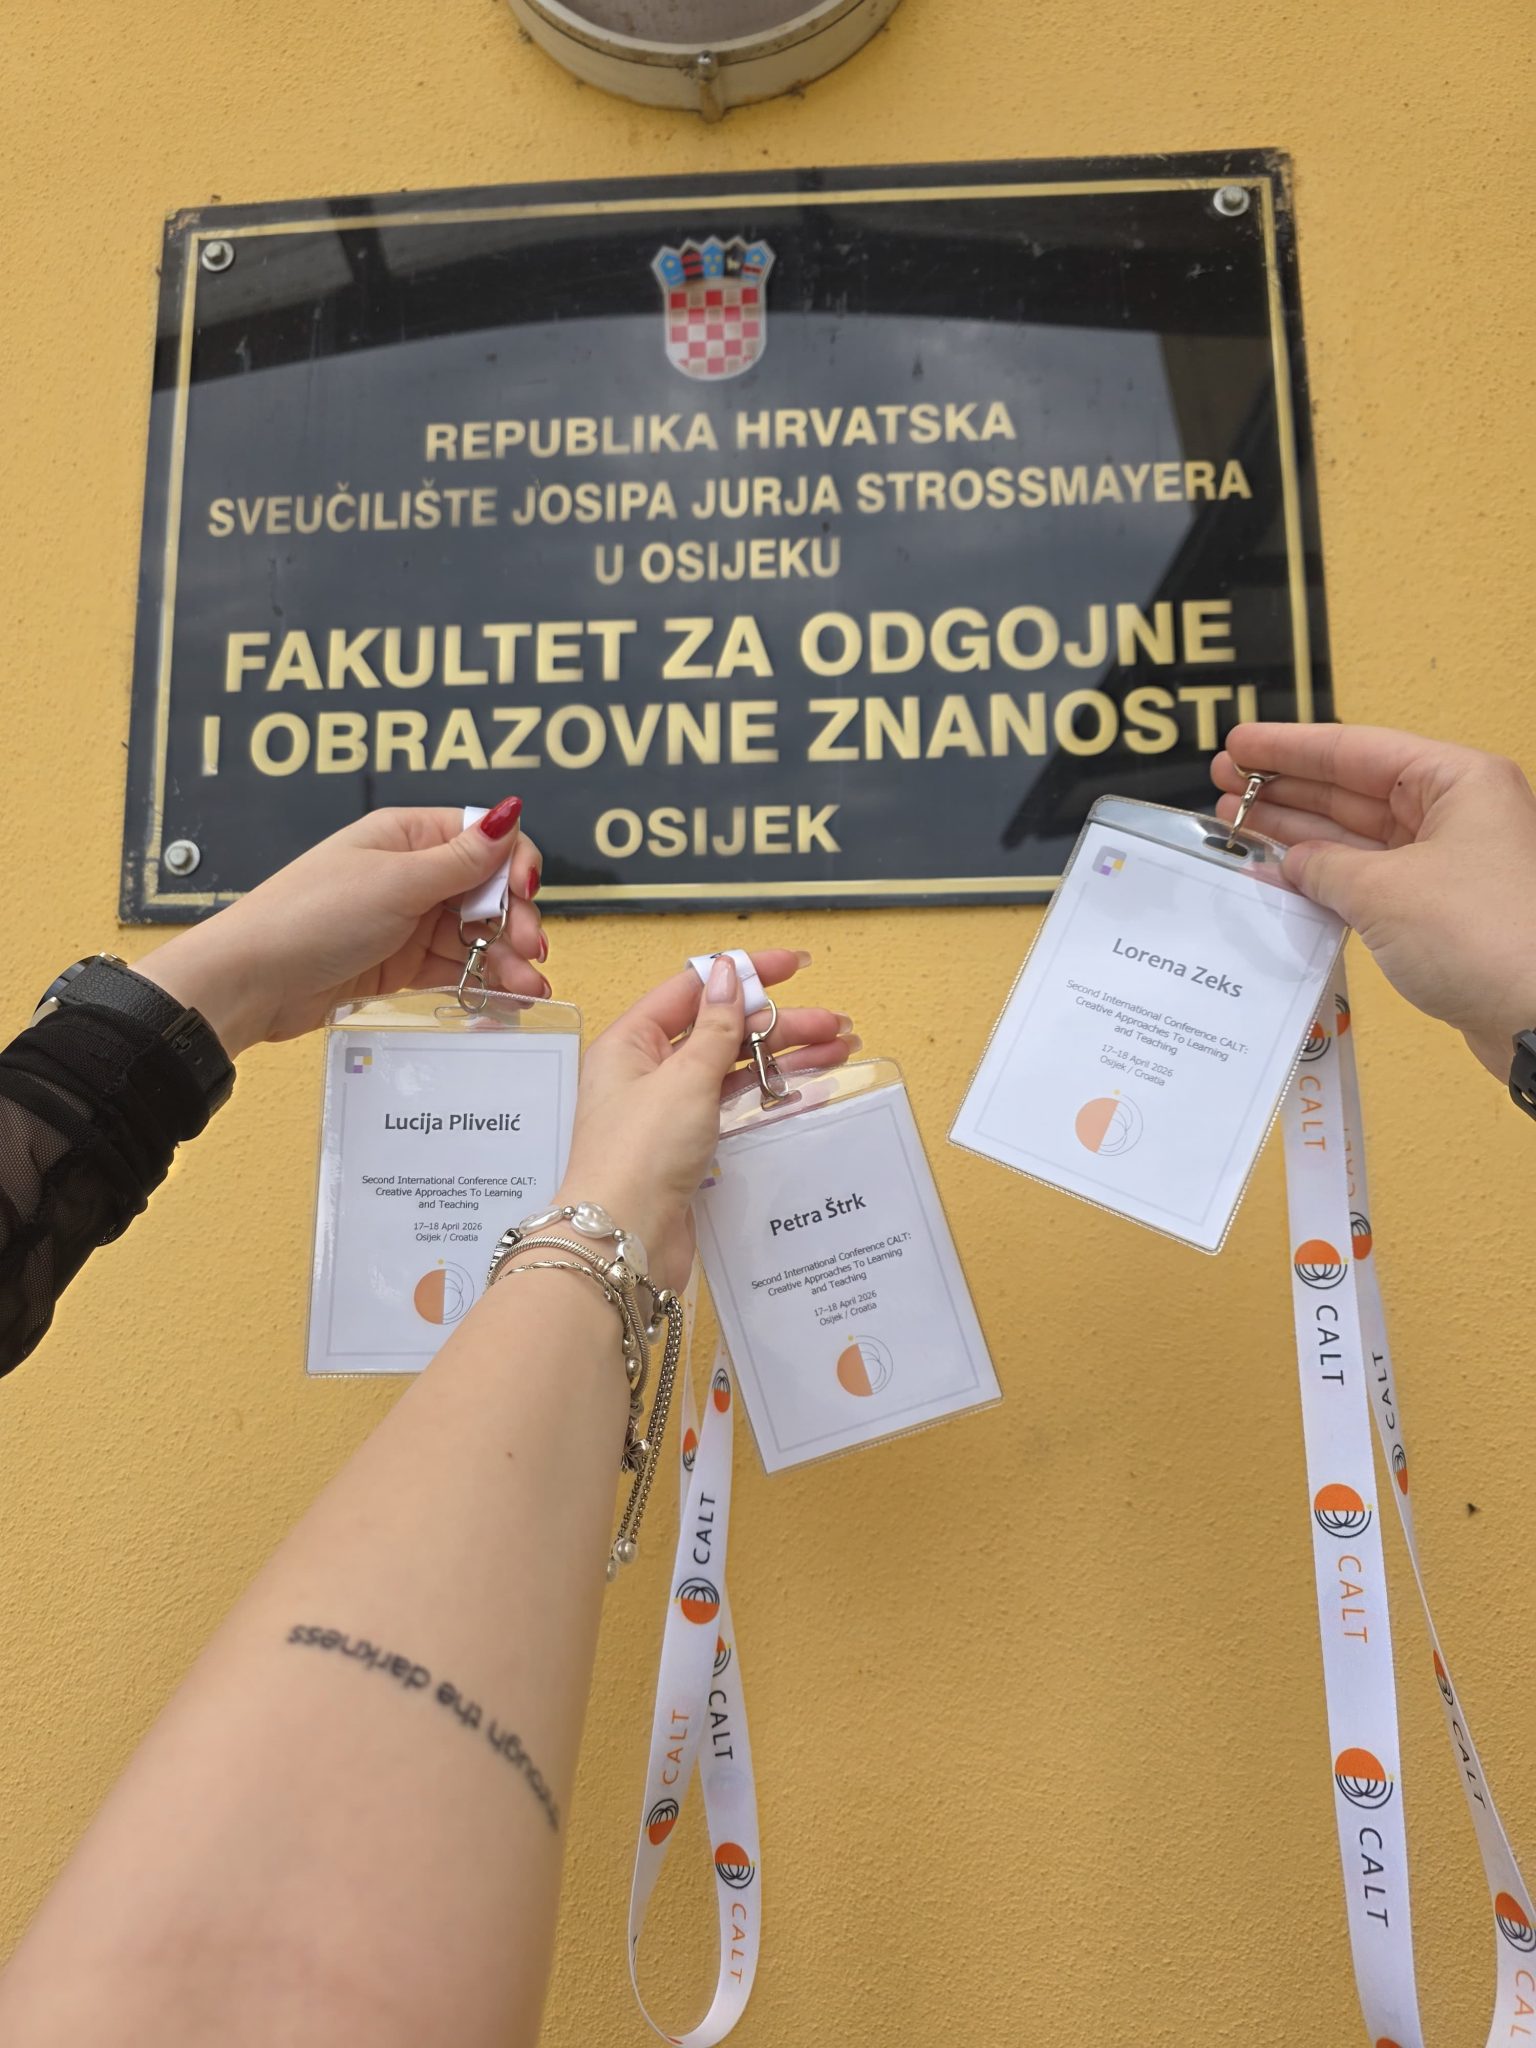 REPUBLIKA HRVATSKA
SVEUČILIŠTE JOSIPA JURJA STROSSMAYERA
U OSIJEKU
FAKULTET ZA ODGOJNE
I OBRAZOVNE ZNANOSTI
OSIJEK
Lucija Plivelić
Second International Conference CALT:
Creative Approaches To Learning
and Teaching
17–18 April 2026
Osijek / Croatia
Petra Štrk
Second International Conference CALT:
Creative Approaches To Learning
and Teaching
17–18 April 2026
Osijek / Croatia
Lorena Zeks
Second International Conference CALT:
Creative Approaches To Learning
and Teaching
17–18 April 2026
Osijek / Croatia
the darkness
CALT
CALT
CALT
CALT
CALT
CALT
CALT
CALT
CALT
CALT
CALT